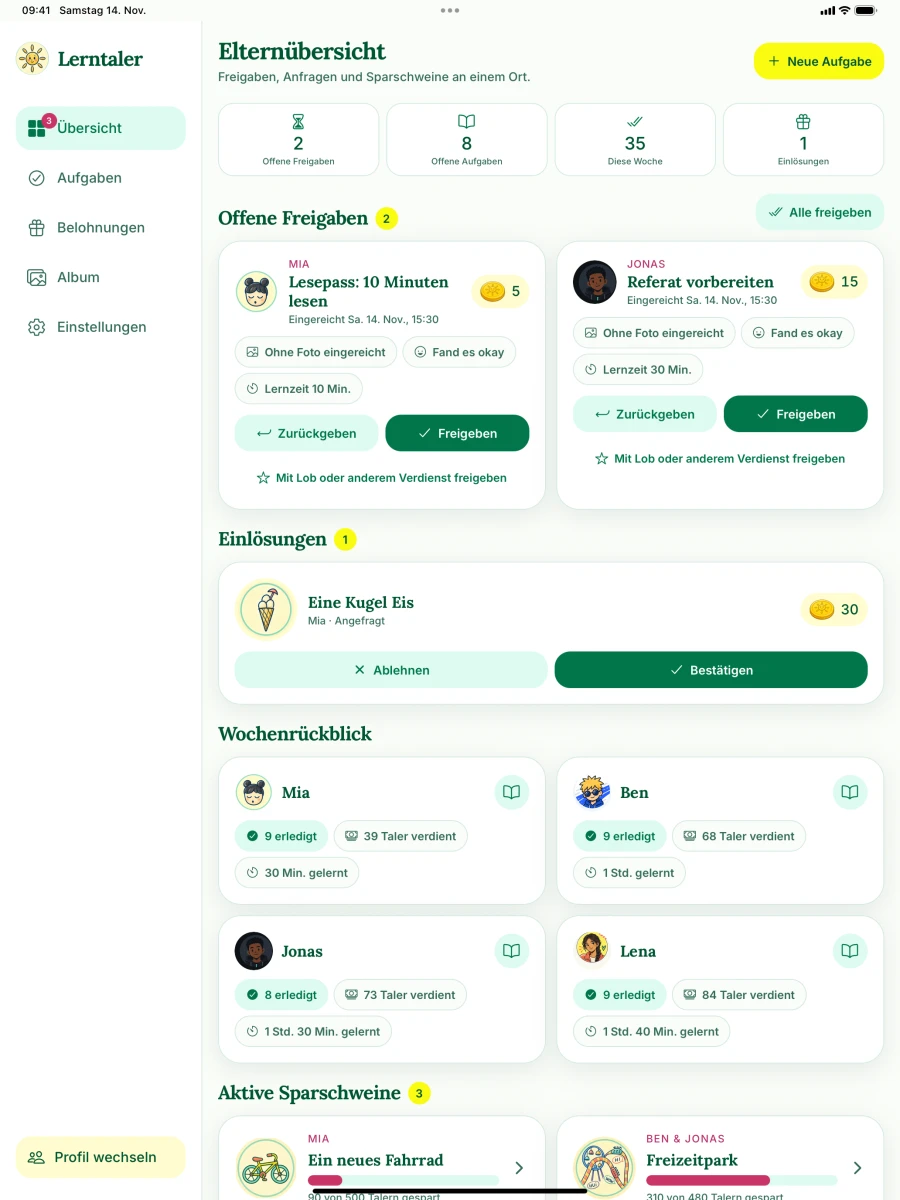 09:41 Samstag 14. Nov.
Lerntaler
3
Übersicht
Aufgaben
Belohnungen
Album
Einstellungen
Profil wechseln
Elternübersicht
Freigaben, Anfragen und Sparschweine an einem Ort.
Neue Aufgabe
2
Offene Freigaben
8
Offene Aufgaben
35
Diese Woche
1
Einlösungen
Offene Freigaben 2
Alle freigeben
MIA
Lesepass: 10 Minuten
lesen
Eingereicht Sa. 14. Nov., 15:30
5
Ohne Foto eingereicht
Fand es okay
Lernzeit 10 Min.
Zurückgeben
Freigeben
Mit Lob oder anderem Verdienst freigeben
JONAS
Referat vorbereiten
Eingereicht Sa. 14. Nov., 15:30
15
Ohne Foto eingereicht
Fand es okay
Lernzeit 30 Min.
Zurückgeben
Freigeben
Mit Lob oder anderem Verdienst freigeben
Einlösungen 1
Eine Kugel Eis
Mia · Angefragt
30
Ablehnen
Bestätigen
Wochenrückblick
Mia
9 erledigt
39 Taler verdient
30 Min. gelernt
Ben
9 erledigt
68 Taler verdient
1 Std. gelernt
Jonas
8 erledigt
73 Taler verdient
1 Std. 30 Min. gelernt
Lena
9 erledigt
84 Taler verdient
1 Std. 40 Min. gelernt
Aktive Sparschweine 3
MIA
Ein neues Fahrrad
90 von 500 Talern gespart
BEN & JONAS
Freizeitpark
310 von 480 Talern gespart